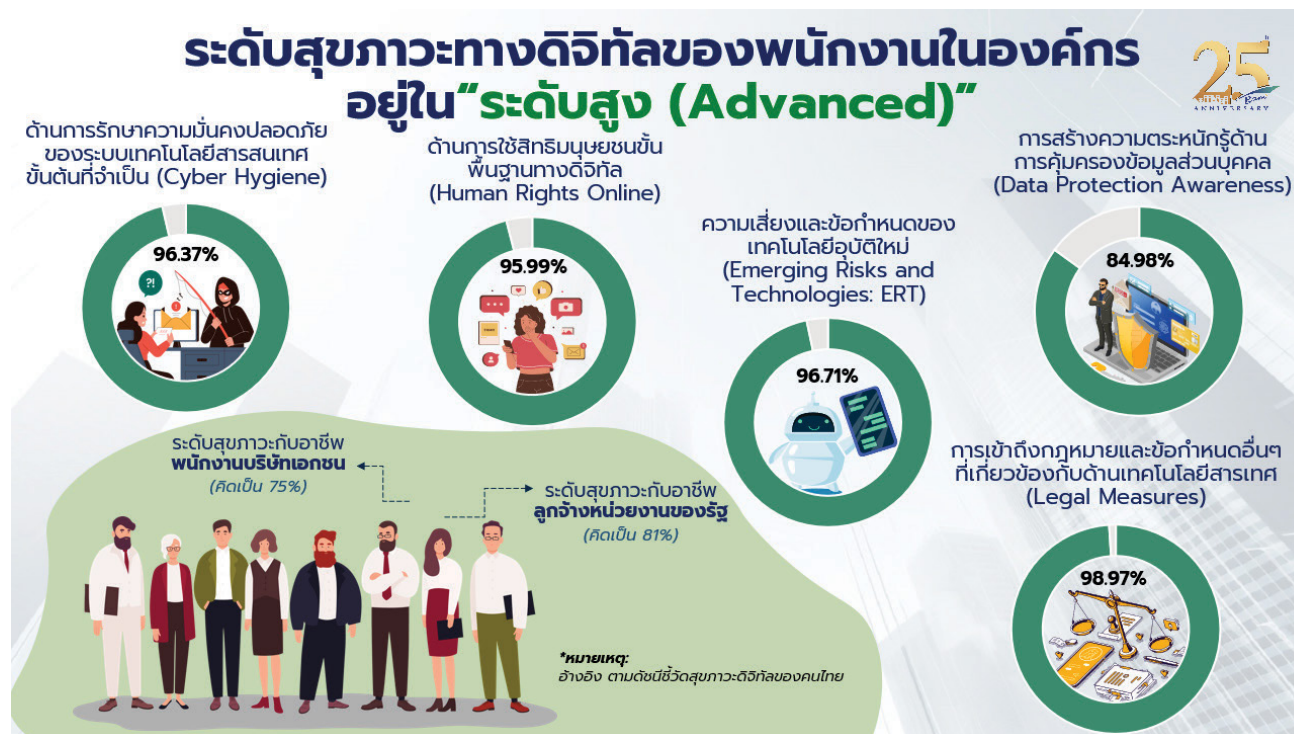 ระดับสุขภาวะทางดิจิทัลของพนักงานในองค์กร
อยู่ใน“ระดับสูง (Advanced)”
25th
ANNIVERSARY
ด้านการรักษาความมั่นคงปลอดภัย
ของระบบเทคโนโลยีสารสนเทศ
ขั้นต้นที่จำเป็น (Cyber Hygiene)
96.37%
?!
ด้านการใช้สิทธิมนุษยชนขั้น
พื้นฐานทางดิจิทัล
(Human Rights Online)
95.99%
ความเสี่ยงและข้อกำหนดของ
เทคโนโลยีอุบัติใหม่
(Emerging Risks and
Technologies: ERT)
96.71%
การสร้างความตระหนักรู้ด้าน
การคุ้มครองข้อมูลส่วนบุคคล
(Data Protection Awareness)
84.98%
การเข้าถึงกฎหมายและข้อกำหนดอื่นๆ
ที่เกี่ยวข้องกับด้านเทคโนโลยีสารเทศ
(Legal Measures)
98.97%
ระดับสุขภาวะกับอาชีพ
พนักงานบริษัทเอกชน
(คิดเป็น 75%)
ระดับสุขภาวะกับอาชีพ
ลูกจ้างหน่วยงานของรัฐ
(คิดเป็น 81%)
*หมายเหตุ:
อ้างอิง ตามดัชนีชี้วัดสุขภาวะดิจิทัลของคนไทย